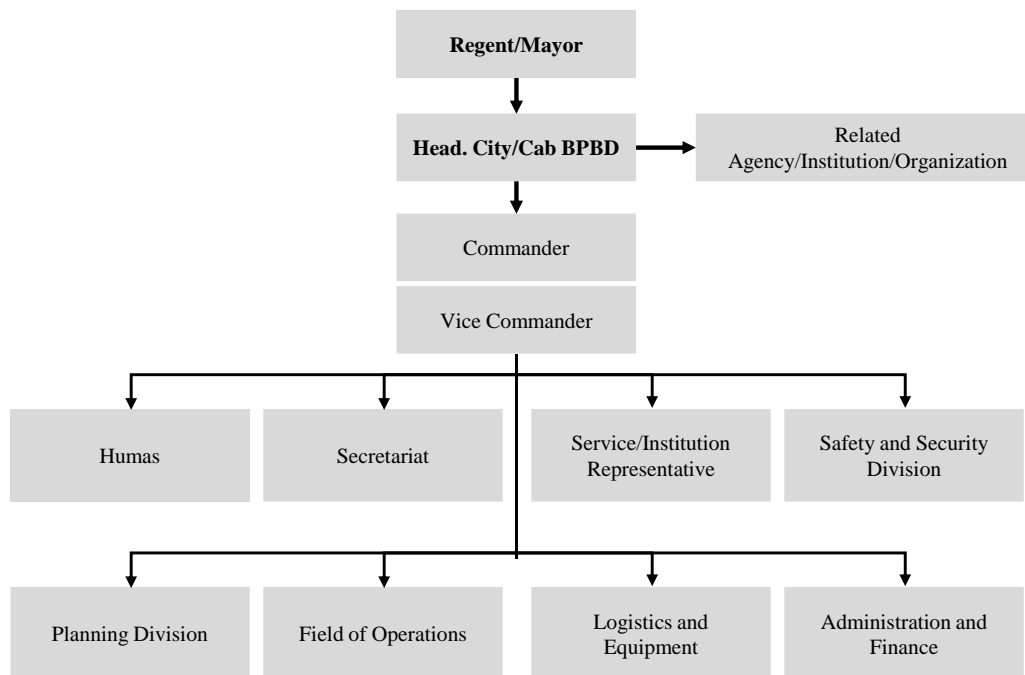 Regent/Mayor
Head. City/Cab BPBD
Related
Agency/Institution/Organization
Commander
Vice Commander
Humas
Secretariat
Service/Institution
Representative
Safety and Security
Division
Planning Division
Field of Operations
Logistics and
Equipment
Administration and
Finance